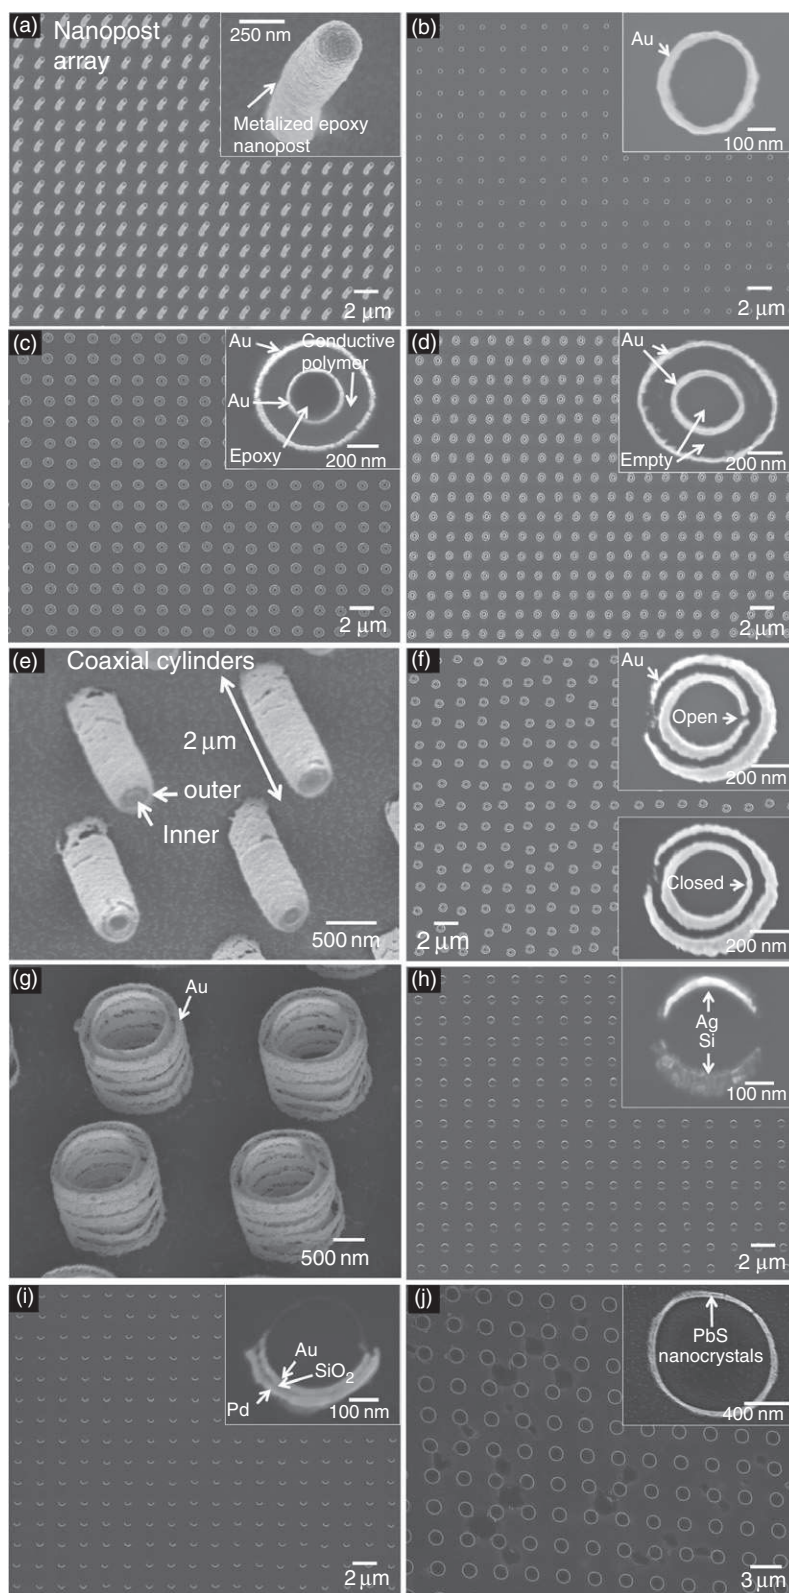 (a)
Nanopost
array
250 nm
Metalized epoxy
nanopost
2 μm
(b)
Au
100 nm
2 μm
(c)
Au
Conductive
polymer
Au
Epoxy
200 nm
2 μm
(d)
Au
Empty
200 nm
2 μm
(e)
Coaxial cylinders
2 μm
outer
Inner
500 nm
(f)
Au
Open
200 nm
Closed
200 nm
2 μm
(g)
Au
500 nm
(h)
Ag
Si
100 nm
2 μm
(i)
Au
SiO₂
Pd
100 nm
2 μm
(j)
PbS
nanocrystals
400 nm
3 μm